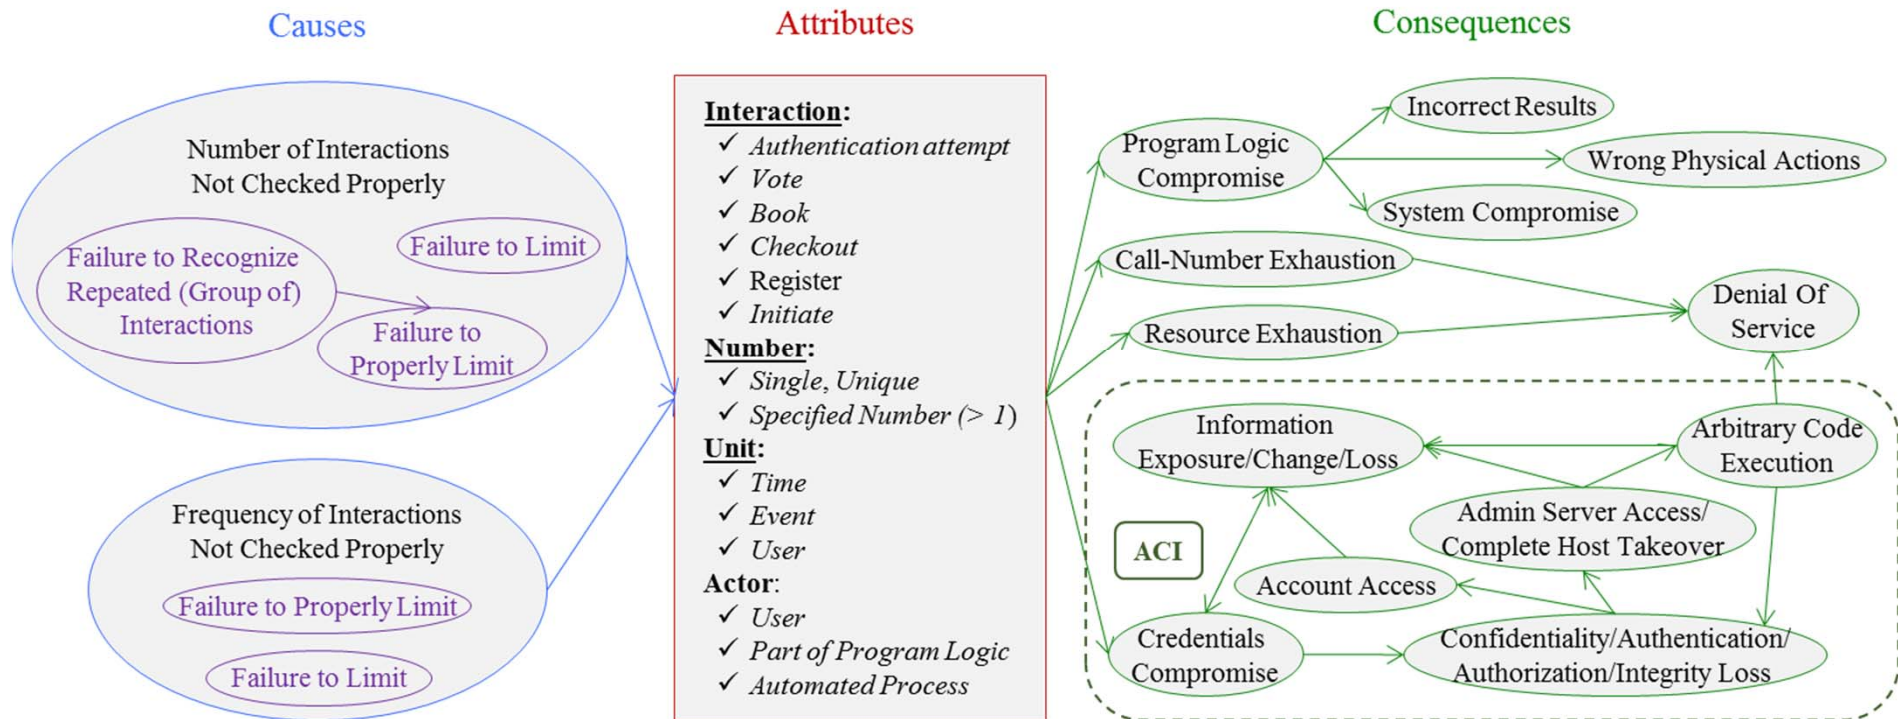 Causes
Attributes
Consequences
Number of Interactions
Not Checked Properly
Failure to Recognize
Repeated (Group of)
Interactions
Failure to Limit
Failure to
Properly Limit
Frequency of Interactions
Not Checked Properly
Failure to Properly Limit
Failure to Limit
Interaction:
✓ Authentication attempt
✓ Vote
✓ Book
✓ Checkout
✓ Register
✓ Initiate
Number:
✓ Single, Unique
✓ Specified Number (> 1)
Unit:
✓ Time
✓ Event
✓ User
Actor:
✓ User
✓ Part of Program Logic
✓ Automated Process
Program Logic
Compromise
Incorrect Results
Wrong Physical Actions
System Compromise
Call-Number Exhaustion
Resource Exhaustion
Denial Of
Service
Information
Exposure/Change/Loss
Arbitrary Code
Execution
Admin Server Access/
Complete Host Takeover
ACI
Account Access
Credentials
Compromise
Confidentiality/Authentication/
Authorization/Integrity Loss